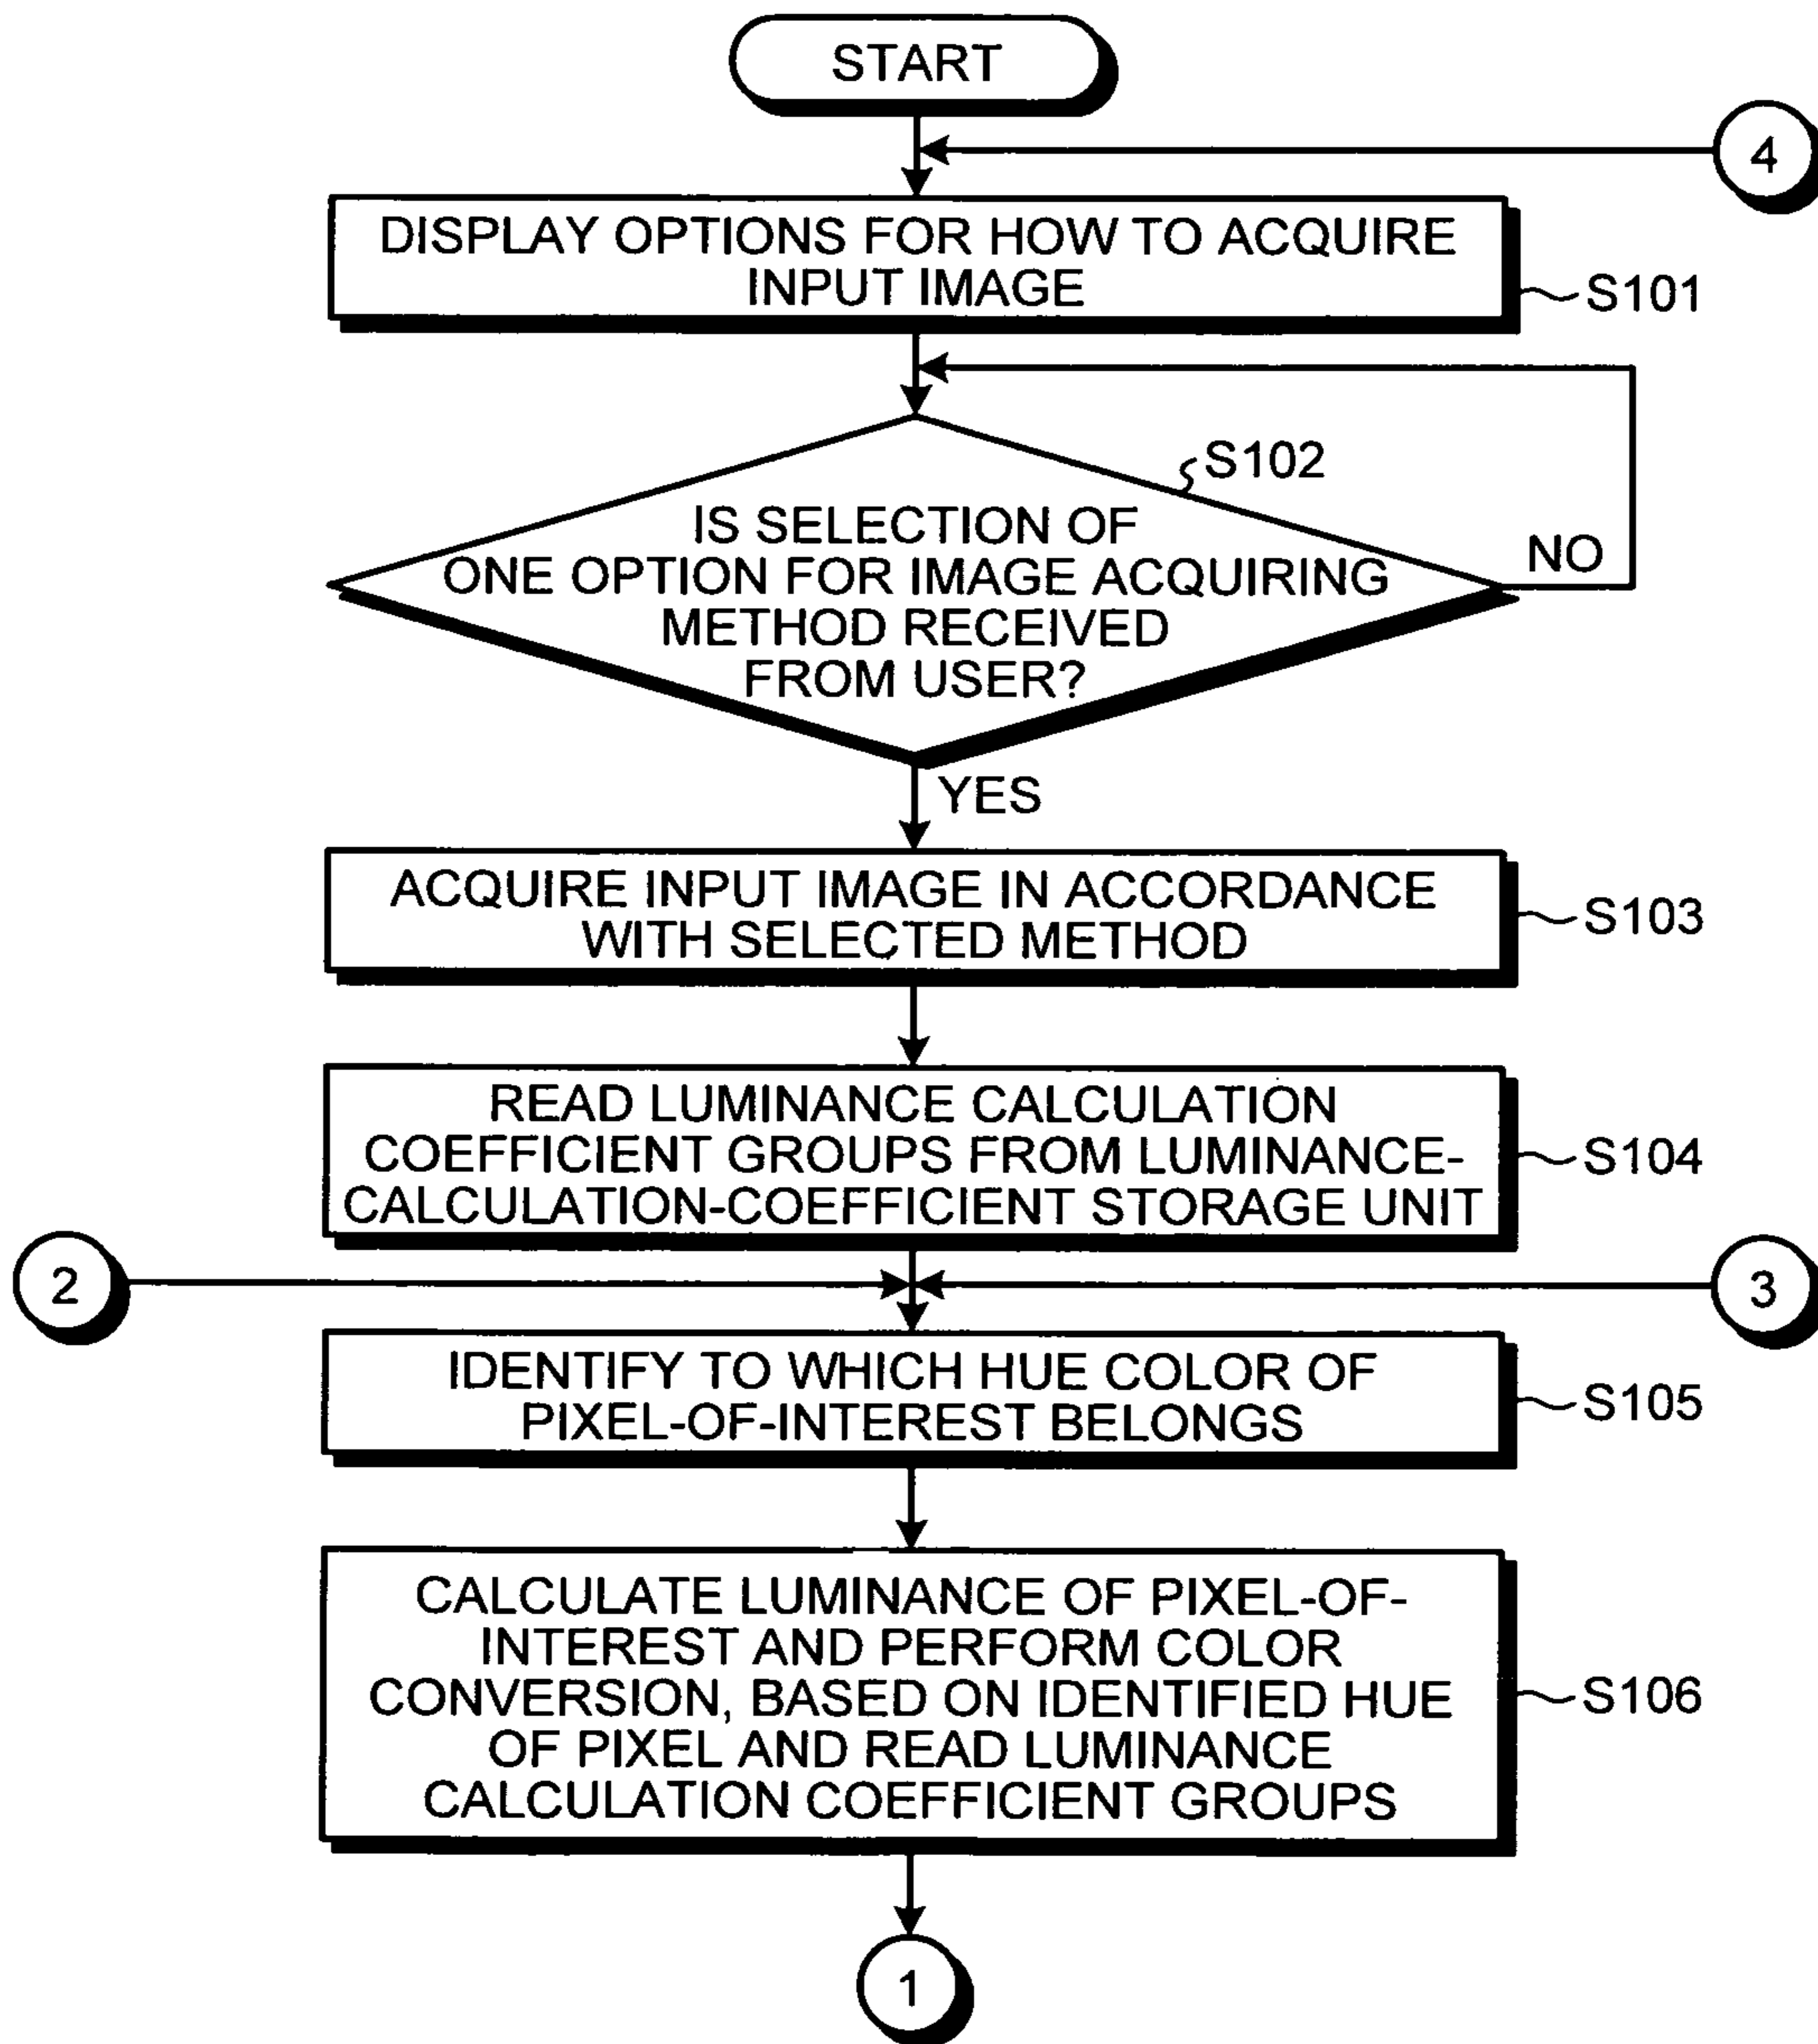 START
4
DISPLAY OPTIONS FOR HOW TO ACQUIRE
INPUT IMAGE
S101
S102
IS SELECTION OF
ONE OPTION FOR IMAGE ACQUIRING
METHOD RECEIVED
FROM USER?
NO
YES
ACQUIRE INPUT IMAGE IN ACCORDANCE
WITH SELECTED METHOD
S103
READ LUMINANCE CALCULATION
COEFFICIENT GROUPS FROM LUMINANCE-
CALCULATION-COEFFICIENT STORAGE UNIT
S104
2
3
IDENTIFY TO WHICH HUE COLOR OF
PIXEL-OF-INTEREST BELONGS
S105
CALCULATE LUMINANCE OF PIXEL-OF-
INTEREST AND PERFORM COLOR
CONVERSION, BASED ON IDENTIFIED HUE
OF PIXEL AND READ LUMINANCE
CALCULATION COEFFICIENT GROUPS
S106
1